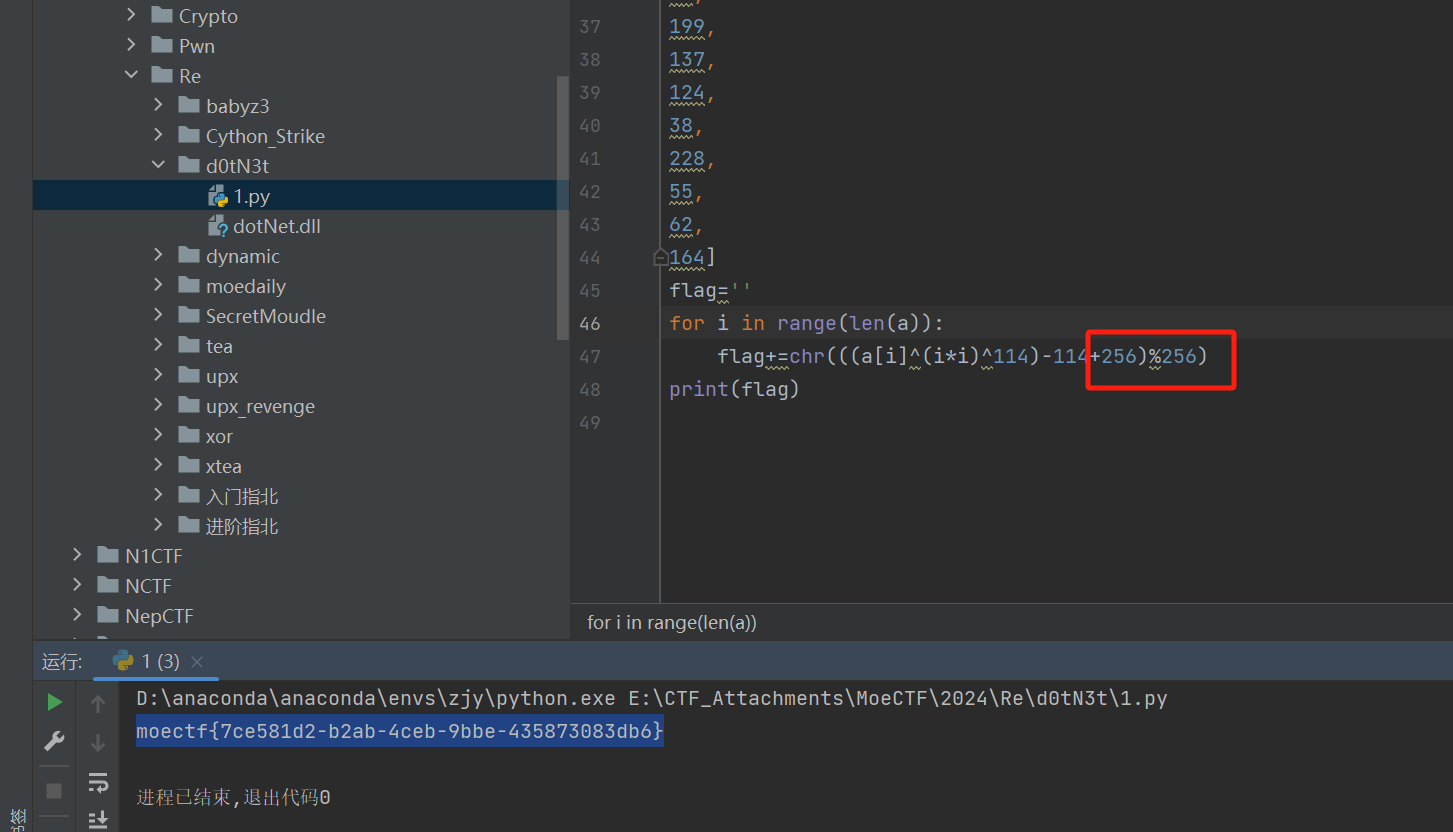 Crypto
Pwn
Re
babyz3
Cython_Strike
d0tN3t
1.py
dotNet.dll
dynamic
moedaily
SecretMoudle
tea
upx
upx_revenge
xor
xtea
入门指北
进阶指北
N1CTF
NCTF
NepCTF
37 199,
38 137,
39 124,
40 38,
41 228,
42 55,
43 62,
44 164]
45 flag=''
46 for i in range(len(a)):
47 flag+=chr(((a[i]^(i*i)^114)-114+256)%256)
48 print(flag)
49
for i in range(len(a))
运行: 1 (3)
D:\anaconda\anaconda\envs\zjy\python.exe E:\CTF_Attachments\MoeCTF\2024\Re\d0tN3t\1.py
moectf{7ce581d2-b2ab-4ceb-9bbe-435873083db6}
进程已结束,退出代码0